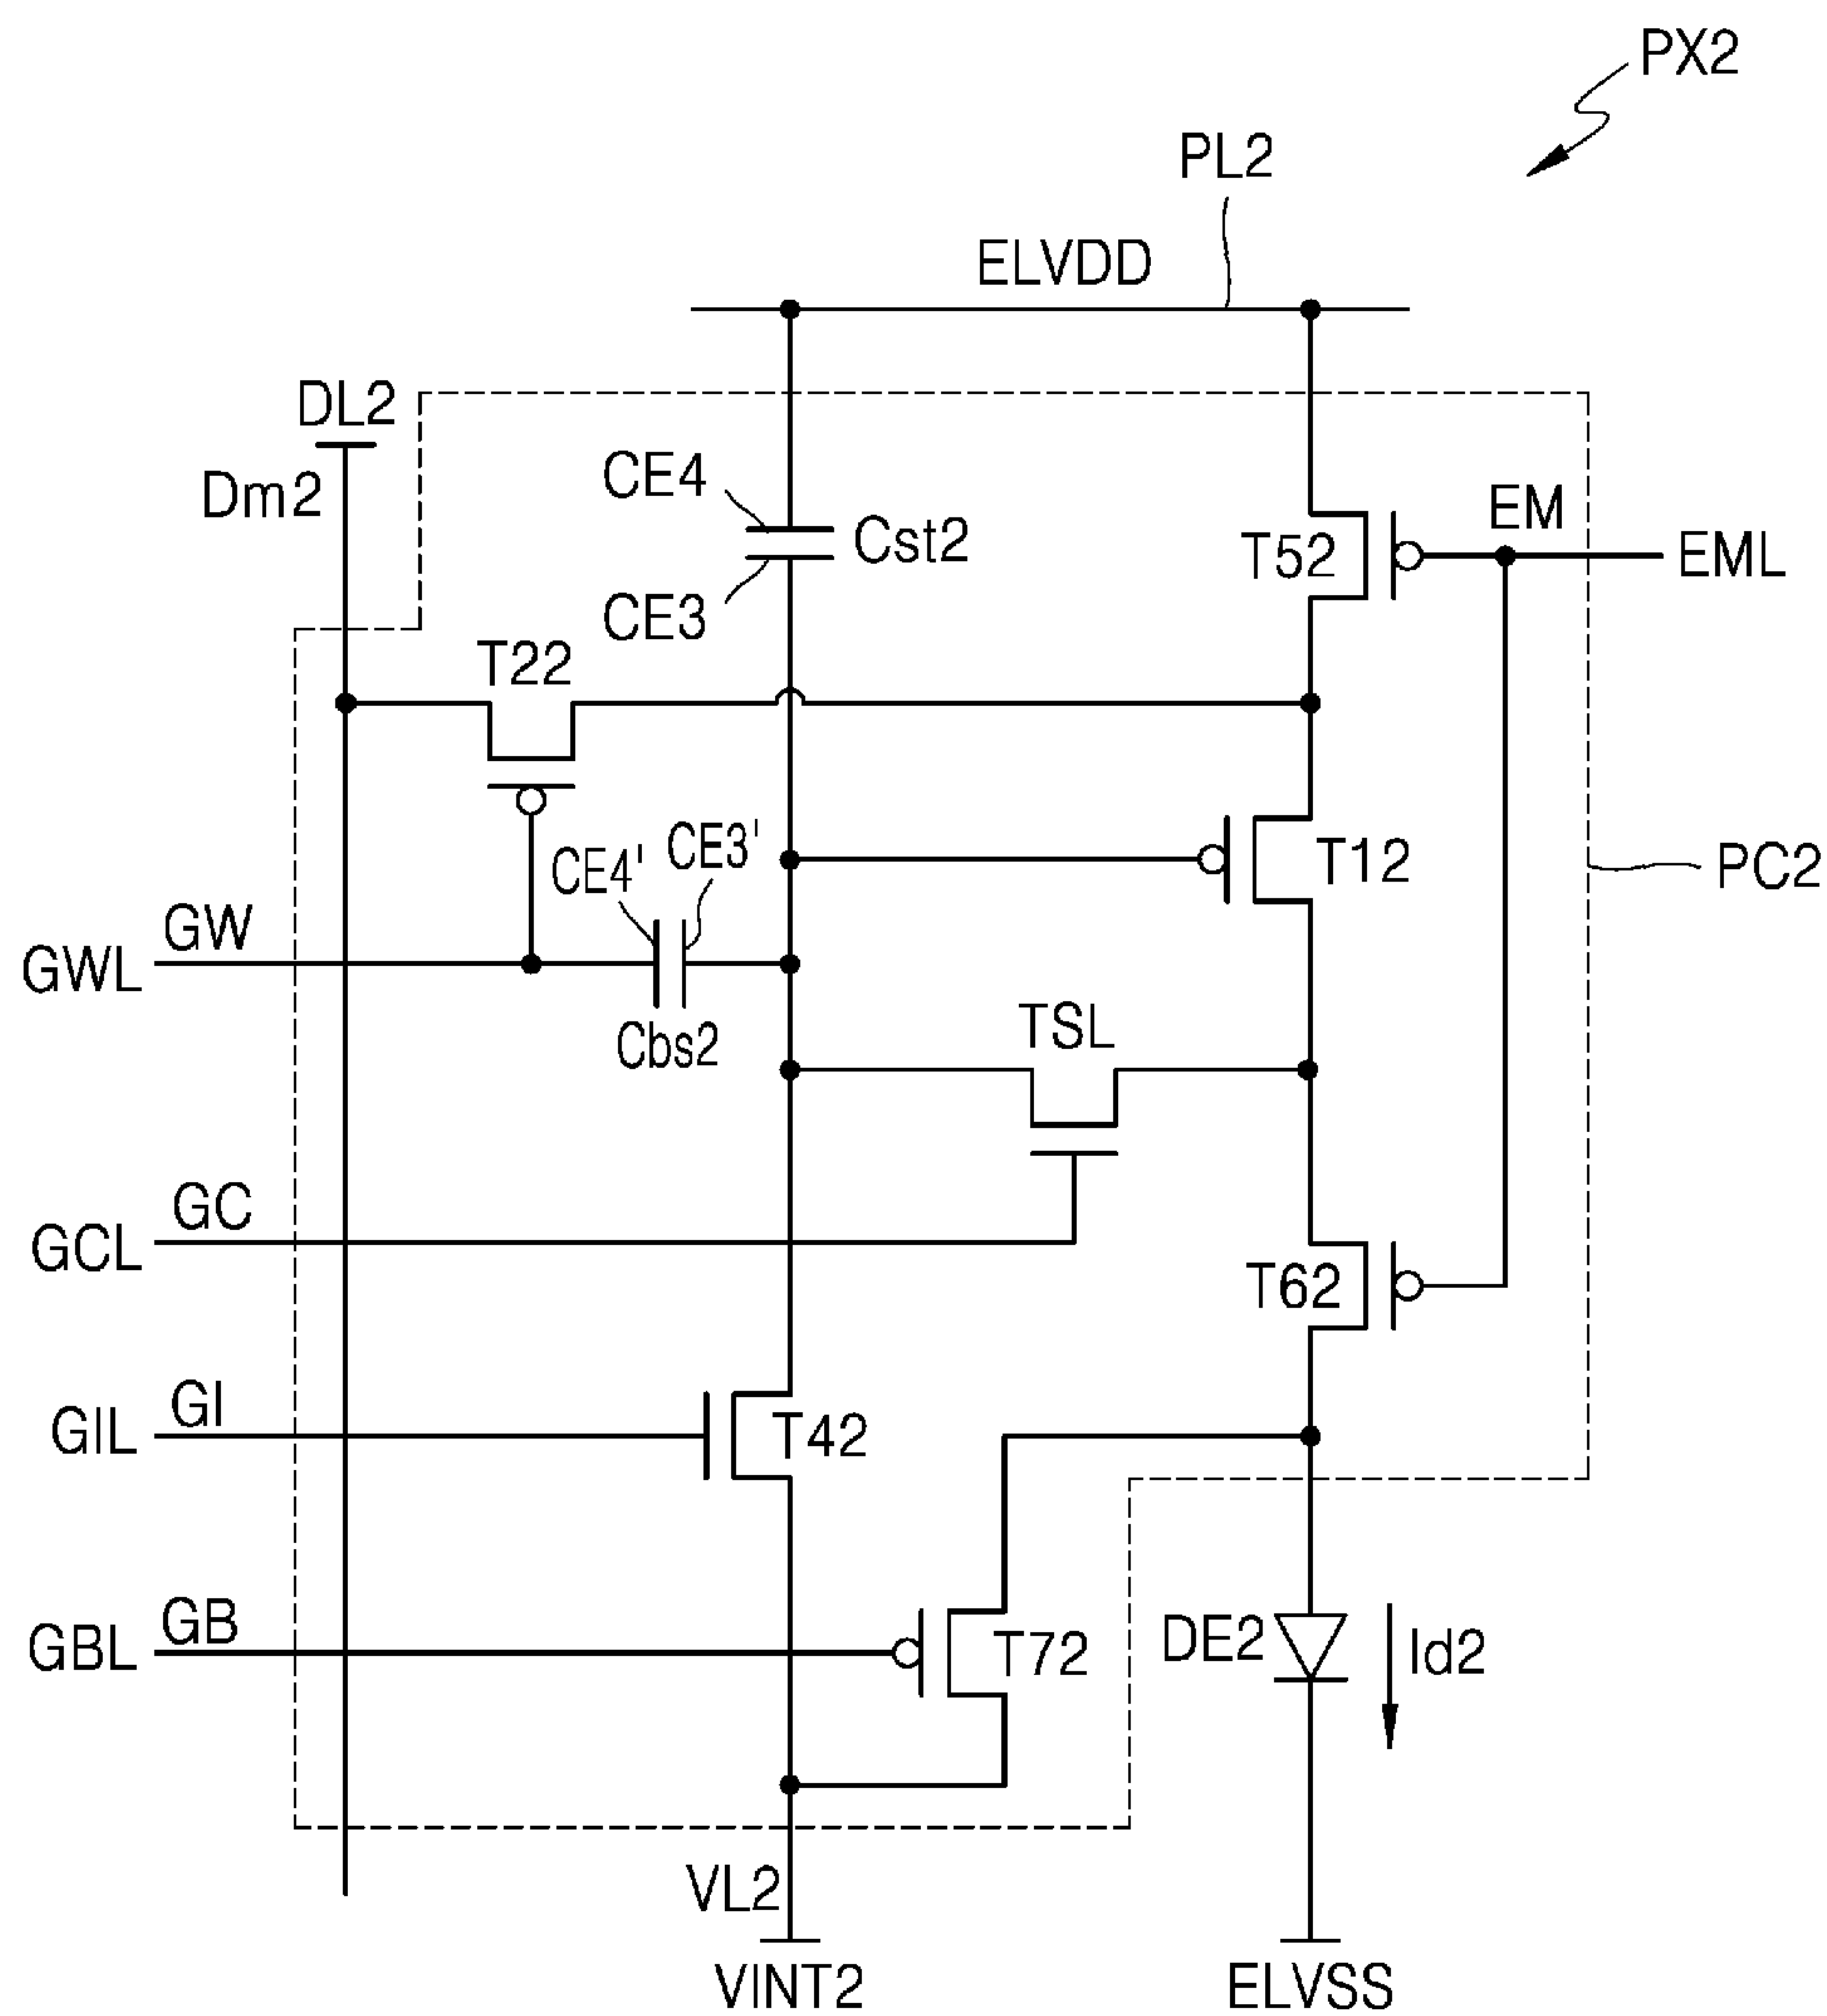 PX2
PL2
ELVDD
DL2
Dm2
CE4
Cst2
CE3
EM
T52
EML
T22
CE3'
CE4'
T12
PC2
GW
GWL
TSL
Cbs2
GC
GCL
T62
GI
GIL
T42
GB
GBL
T72
DE2
Id2
VL2
VINT2
ELVSS